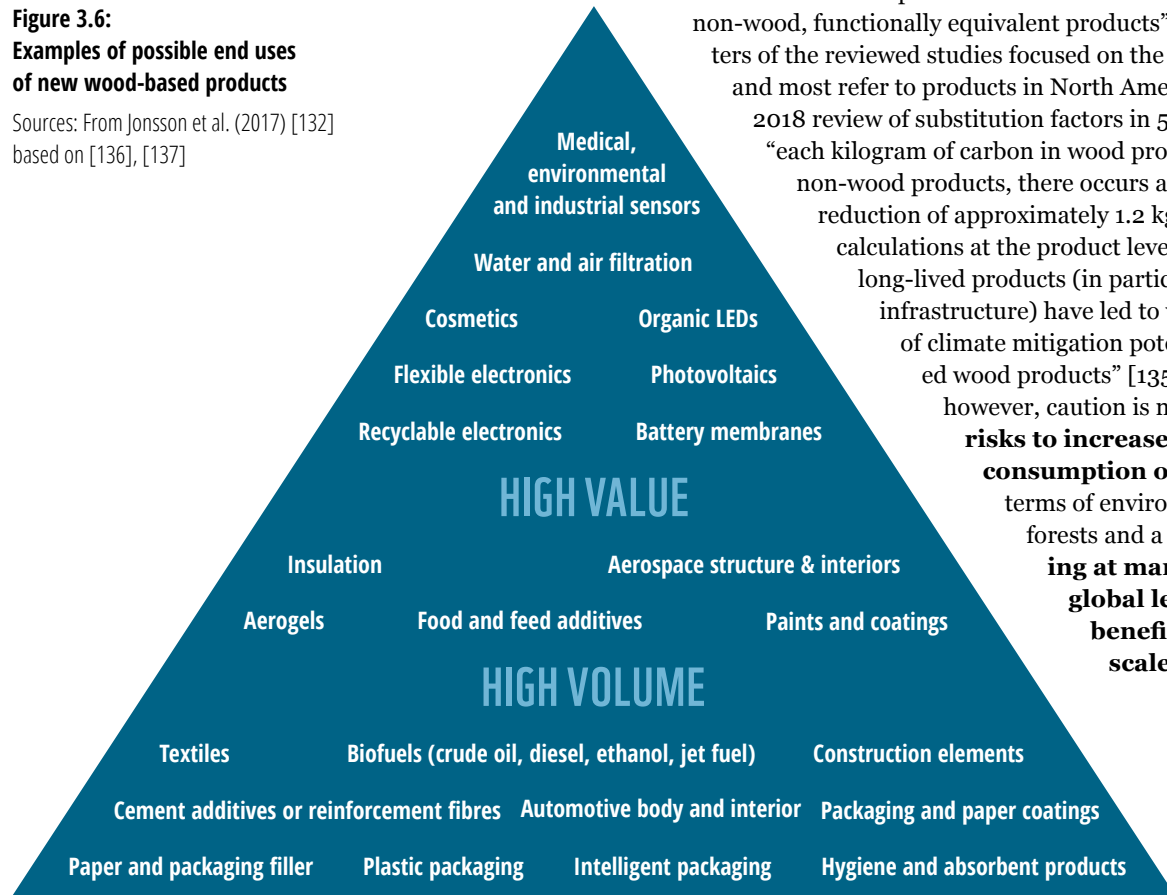 Figure 3.6:
Examples of possible end uses
of new wood-based products
Sources: From Jonsson et al. (2017) [132]
based on [136], [137]
Medical,
environmental
and industrial sensors
Water and air filtration
Cosmetics Organic LEDs
Flexible electronics Photovoltaics
Recyclable electronics Battery membranes
HIGH VALUE
Insulation Aerospace structure & interiors
Aerogels Food and feed additives Paints and coatings
HIGH VOLUME
Textiles Biofuels (crude oil, diesel, ethanol, jet fuel) Construction elements
Cement additives or reinforcement fibres Automotive body and interior Packaging and paper coatings
Paper and packaging filler Plastic packaging Intelligent packaging Hygiene and absorbent products
non-wood, functionally equivalent products”
ters of the reviewed studies focused on the
and most refer to products in North Ame
2018 review of substitution factors in 5
“each kilogram of carbon in wood pro
non-wood products, there occurs a
reduction of approximately 1.2 kg
calculations at the product leve
long-lived products (in partic
infrastructure) have led to
of climate mitigation pot
ed wood products” [135
however, caution is n
risks to increase
consumption o
terms of enviro
forests and a
ing at mar
global le
benefi
scale